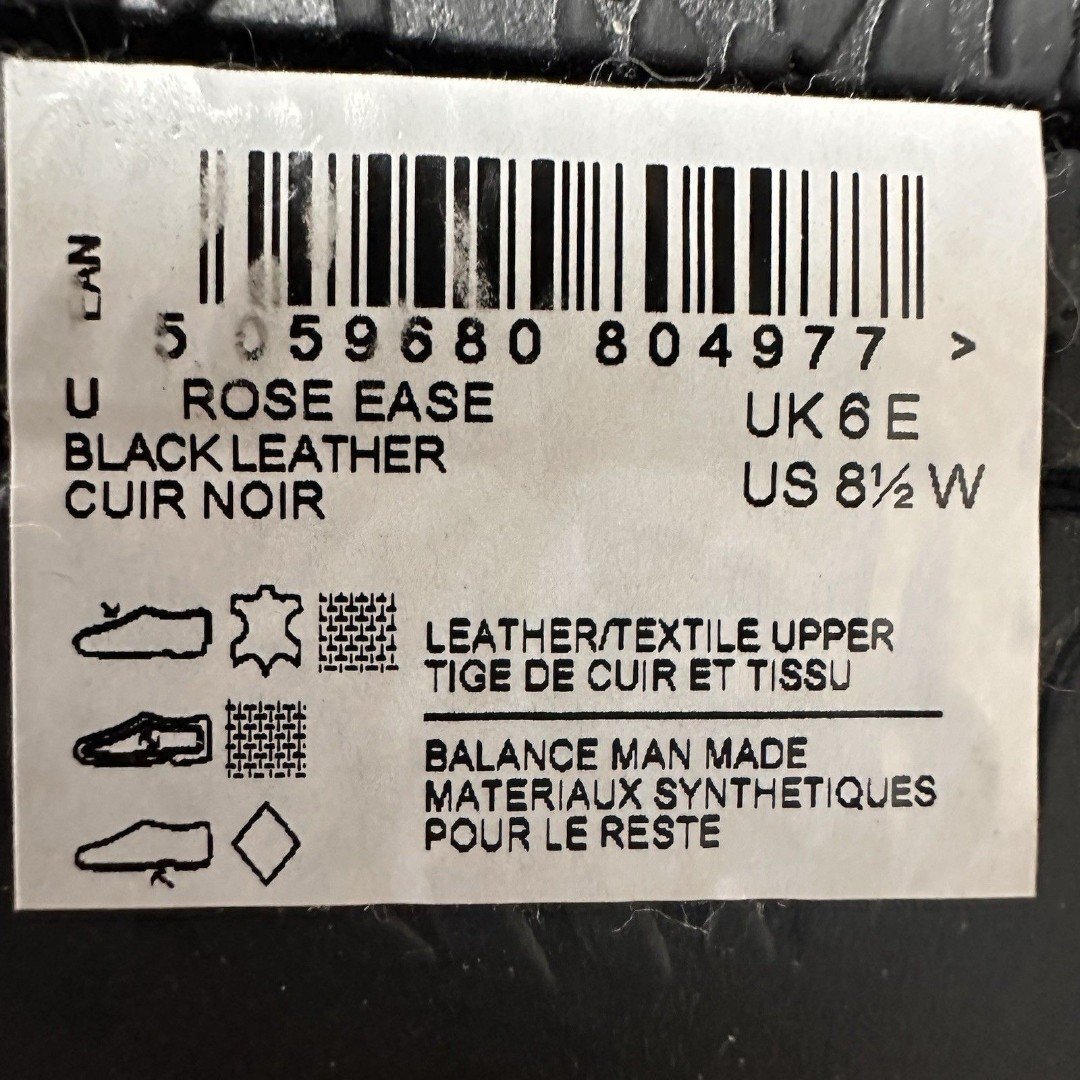 EAN
5 059680 804977 >
U ROSE EASE
BLACK LEATHER
CUIR NOIR
UK 6 E
US 8½ W
LEATHER/TEXTILE UPPER
TIGE DE CUIR ET TISSU
BALANCE MAN MADE
MATERIAUX SYNTHETIQUES
POUR LE RESTE